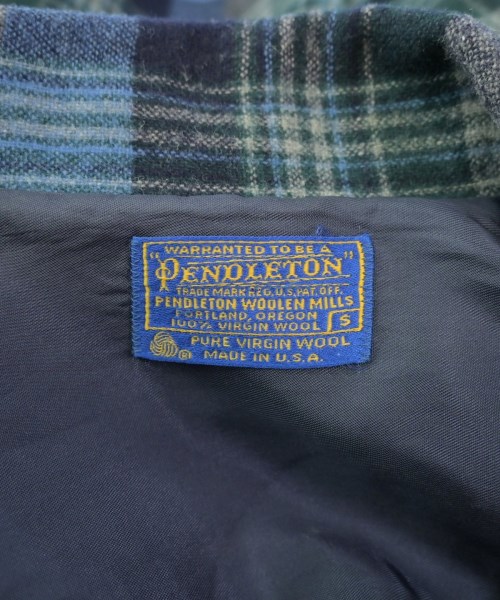 WARRANTED TO BE A
"PENDLETON"
TRADE MARK REG. U.S. PAT. OFF.
PENDLETON WOOLEN MILLS
PORTLAND, OREGON
100% VIRGIN WOOL S
PURE VIRGIN WOOL
®
MADE IN U.S.A.